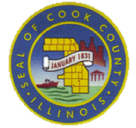 SEAL OF COOK COUNTY
JANUARY 1831
ILLINOIS